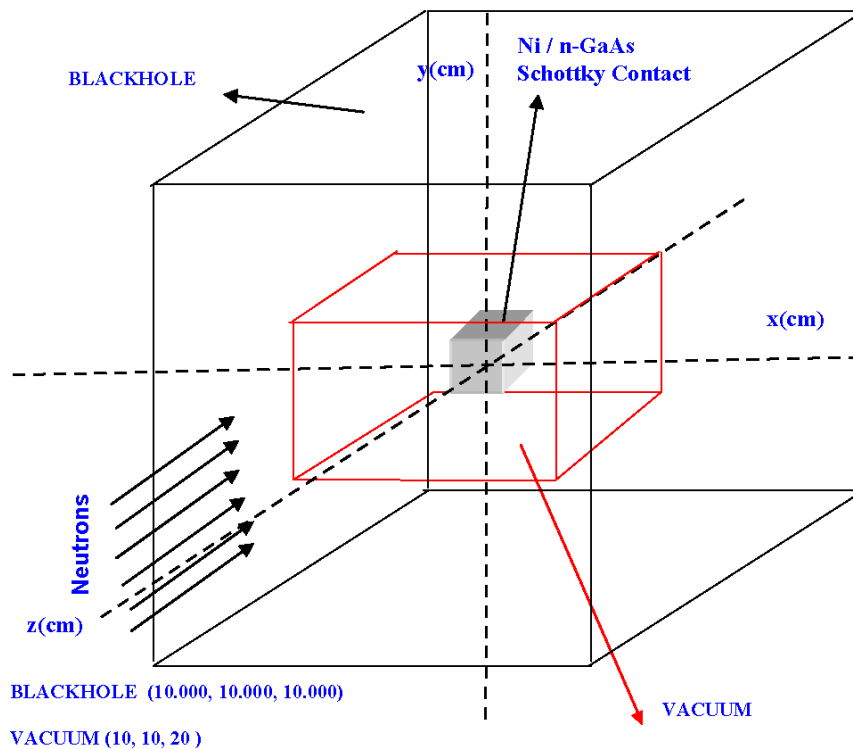 Ni / n-GaAs
y(cm)
Schottky Contact
BLACKHOLE
x(cm)
Neutrons
z(cm)
BLACKHOLE (10.000, 10.000, 10.000)
VACUUM
VACUUM (10, 10, 20 )